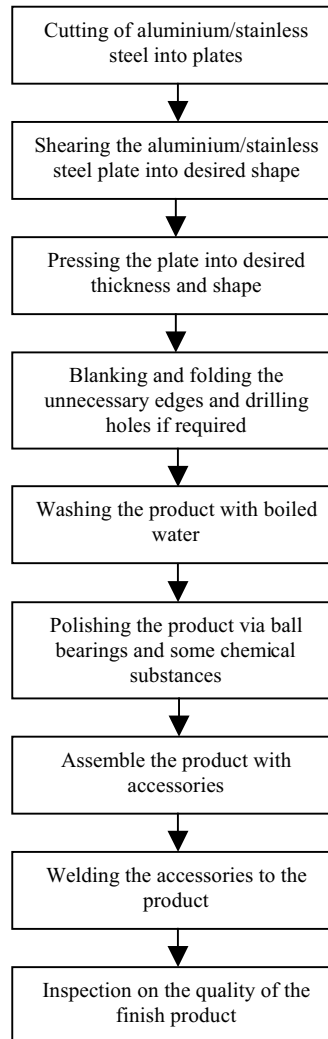 Cutting of aluminium/stainless
steel into plates
Shearing the aluminium/stainless
steel plate into desired shape
Pressing the plate into desired
thickness and shape
Blanking and folding the
unnecessary edges and drilling
holes if required
Washing the product with boiled
water
Polishing the product via ball
bearings and some chemical
substances
Assemble the product with
accessories
Welding the accessories to the
product
Inspection on the quality of the
finish product